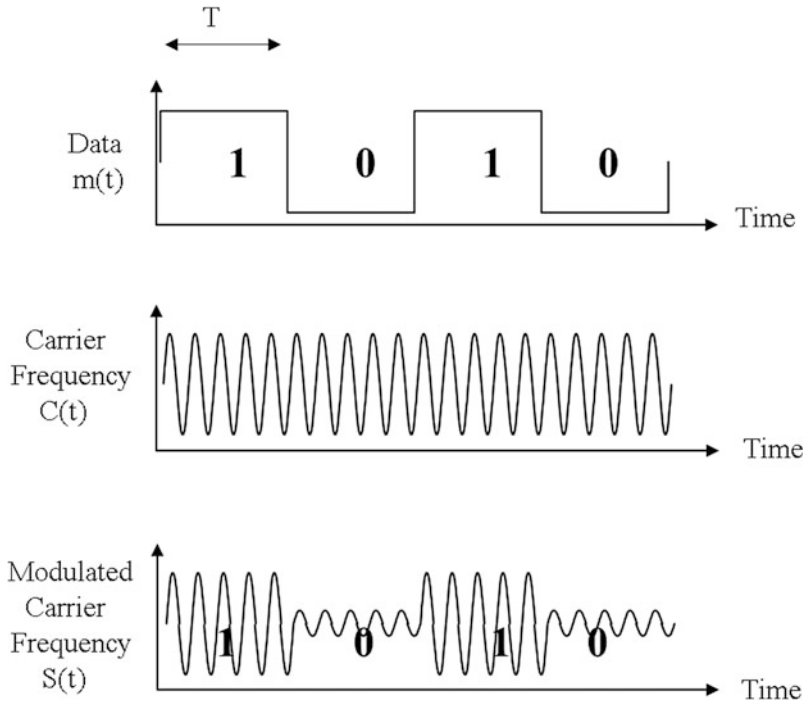 T
Data
m(t)
1 0 1 0
Time
Carrier
Frequency
C(t)
Time
Modulated
Carrier
Frequency
S(t)
1 0 1 0
Time